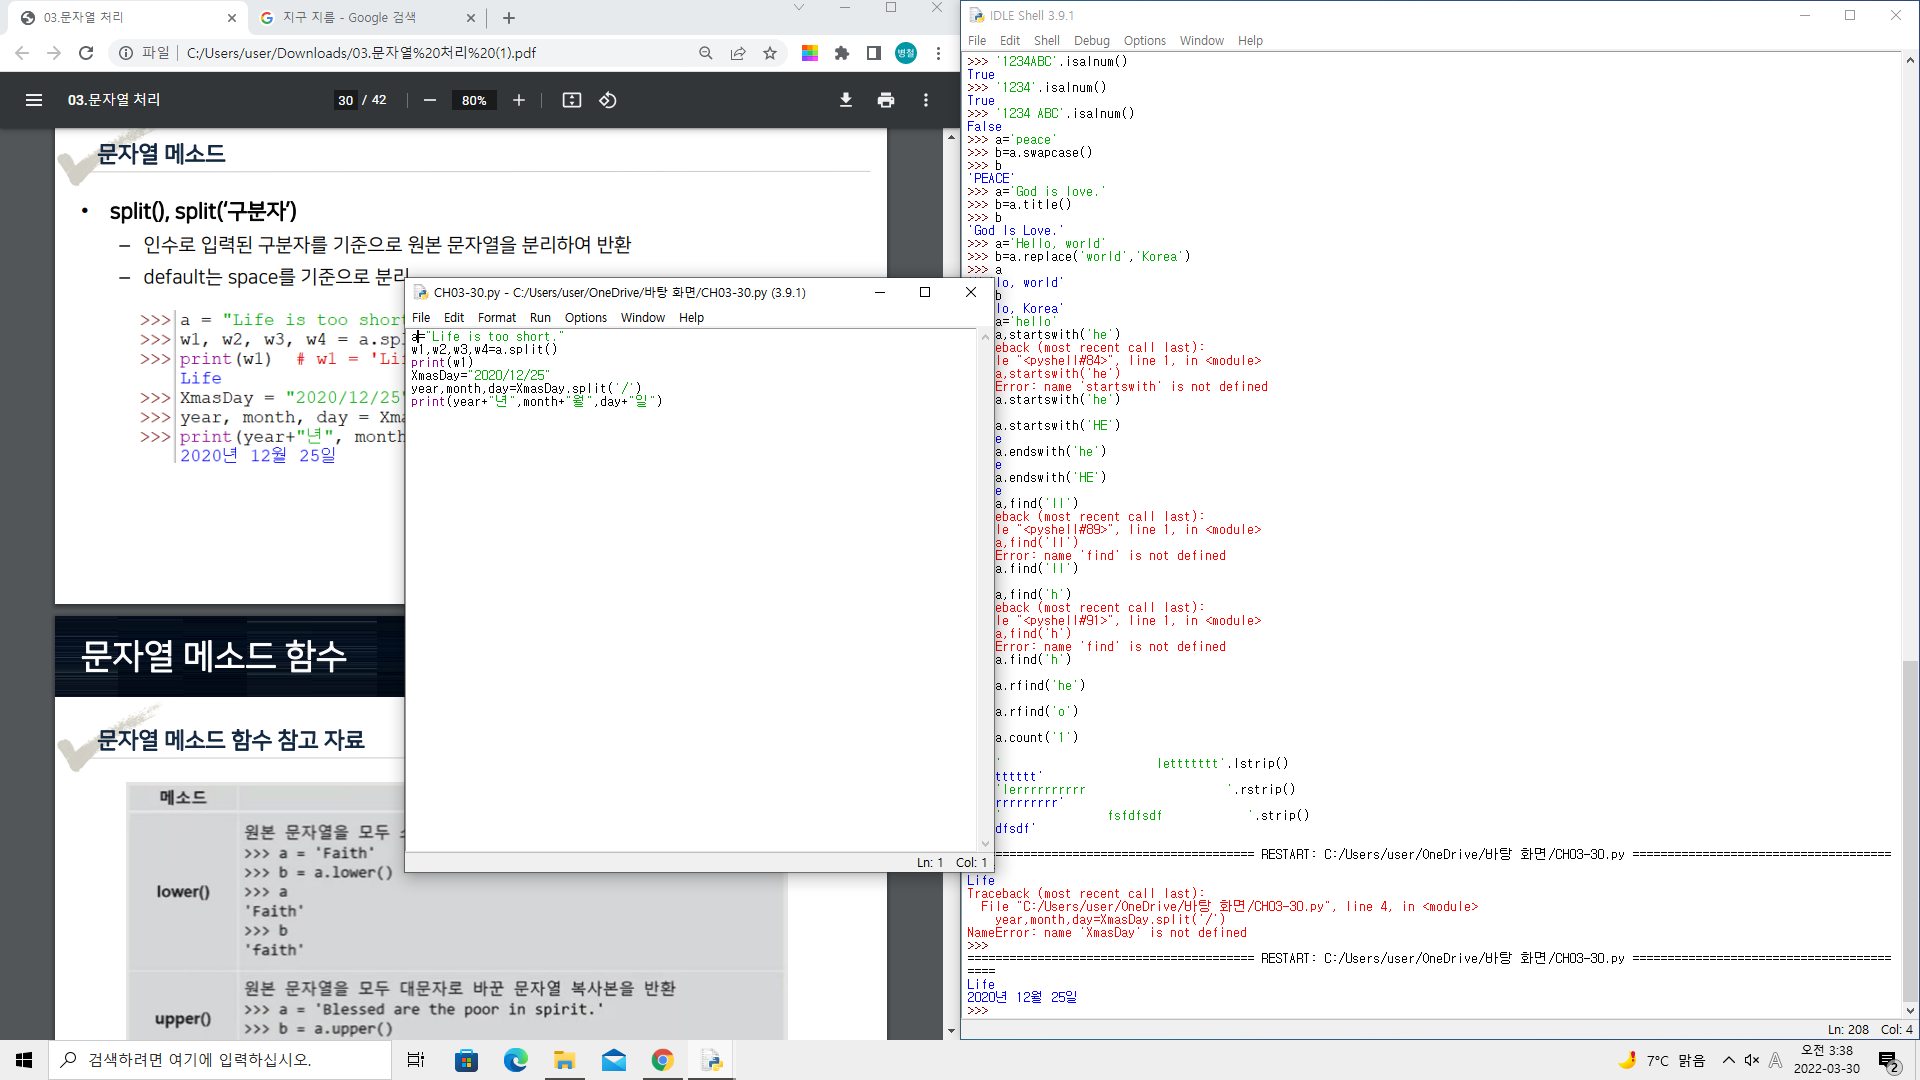 03.문자열 처리
지구 지름 - Google 검색
파일
C:/Users/user/Downloads/03.문자열%20처리%20(1).pdf
병철
03.문자열 처리
30 / 42
80%
문자열 메소드
• split(), split('구분자')
– 인수로 입력된 구분자를 기준으로 원본 문자열을 분리하여 반환
– default는 space를 기준으로 분리
>>> a = "Life is too short
>>> w1, w2, w3, w4 = a.spl
>>> print(w1)  # w1 = 'Li
Life
>>> XmasDay = "2020/12/25"
>>> year, month, day = Xma
>>> print(year+"년", month
2020년 12월 25일
문자열 메소드 함수
문자열 메소드 함수 참고 자료
메소드
lower()
원본 문자열을 모두
>>> a = 'Faith'
>>> b = a.lower()
>>> a
'Faith'
>>> b
'faith'
upper()
원본 문자열을 모두 대문자로 바꾼 문자열 복사본을 반환
>>> a = 'Blessed are the poor in spirit.'
>>> b = a.upper()
CH03-30.py - C:/Users/user/OneDrive/바탕 화면/CH03-30.py (3.9.1)
File Edit Format Run Options Window Help
a="Life is too short."
w1,w2,w3,w4=a.split()
print(w1)
XmasDay="2020/12/25"
year,month,day=XmasDay.split('/')
print(year+"년",month+"월",day+"일")
Ln: 1 Col: 1
IDLE Shell 3.9.1
File Edit Shell Debug Options Window Help
>>> '1234ABC'.isalnum()
True
>>> '1234'.isalnum()
True
>>> '1234 ABC'.isalnum()
False
>>> a='peace'
>>> b=a.swapcase()
>>> b
'PEACE'
>>> a='God is love.'
>>> b=a.title()
>>> b
'God Is Love.'
>>> a='Hello, world'
>>> b=a.replace('world','Korea')
>>> a
lo, world'
b
lo, Korea'
a='hello'
a,startswith('he')
eback (most recent call last):
le "<pyshell#84>", line 1, in <module>
a,startswith('he')
Error: name 'startswith' is not defined
a.startswith('he')
a.startswith('HE')
e
a.endswith('he')
e
a.endswith('HE')
e
a,find('ll')
eback (most recent call last):
le "<pyshell#89>", line 1, in <module>
a,find('ll')
Error: name 'find' is not defined
a.find('ll')
a,find('h')
eback (most recent call last):
le "<pyshell#91>", line 1, in <module>
a,find('h')
Error: name 'find' is not defined
a.find('h')
a.rfind('he')
a.rfind('o')
a.count('l')
' lettttttt'.lstrip()
tttttt'
'lerrrrrrrrrr '.rstrip()
rrrrrrrrr'
' fsfdfsdf '.strip()
dfsdf'
===================================== RESTART: C:/Users/user/OneDrive/바탕 화면/CH03-30.py =====================================
Life
Traceback (most recent call last):
File "C:/Users/user/OneDrive/바탕 화면/CH03-30.py", line 4, in <module>
year,month,day=XmasDay.split('/')
NameError: name 'XmasDay' is not defined
>>>
========================================= RESTART: C:/Users/user/OneDrive/바탕 화면/CH03-30.py =====================================
====
Life
2020년 12월 25일
>>>
Ln: 208 Col: 4
검색하려면 여기에 입력하십시오.
7°C 맑음
A
오전 3:38
2022-03-30
2